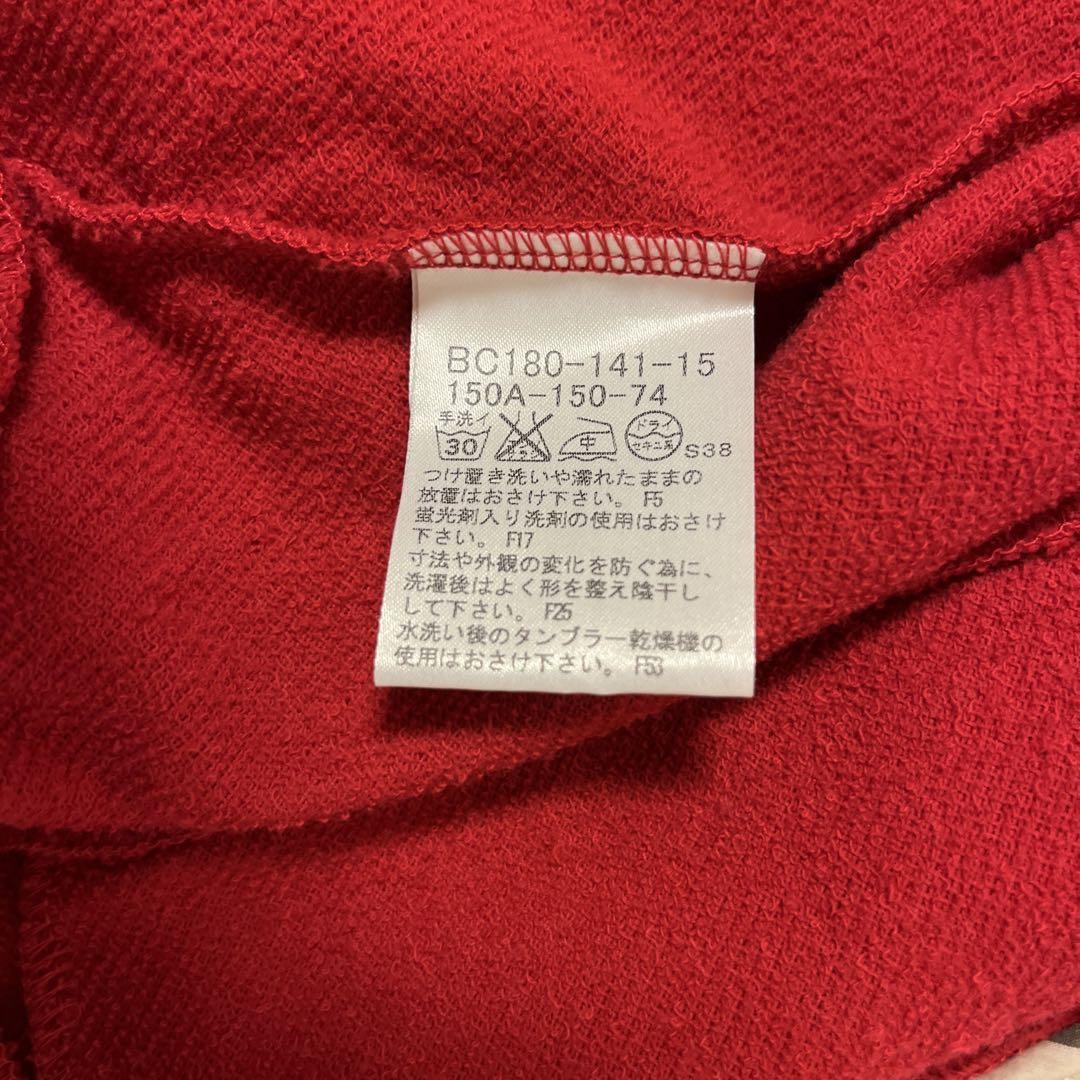 BC180-141-15
150A-150-74
手洗イ 30 中 ドライ セキユ系 S38
つけ置き洗いや濡れたままの
放置はおさけ下さい。 F5
蛍光剤入り洗剤の使用はおさけ
下さい。 F17
寸法や外観の変化を防ぐ為に、
洗濯後はよく形を整え陰干し
して下さい。 F25
水洗い後のタンブラー乾燥機の
使用はおさけ下さい。 F53